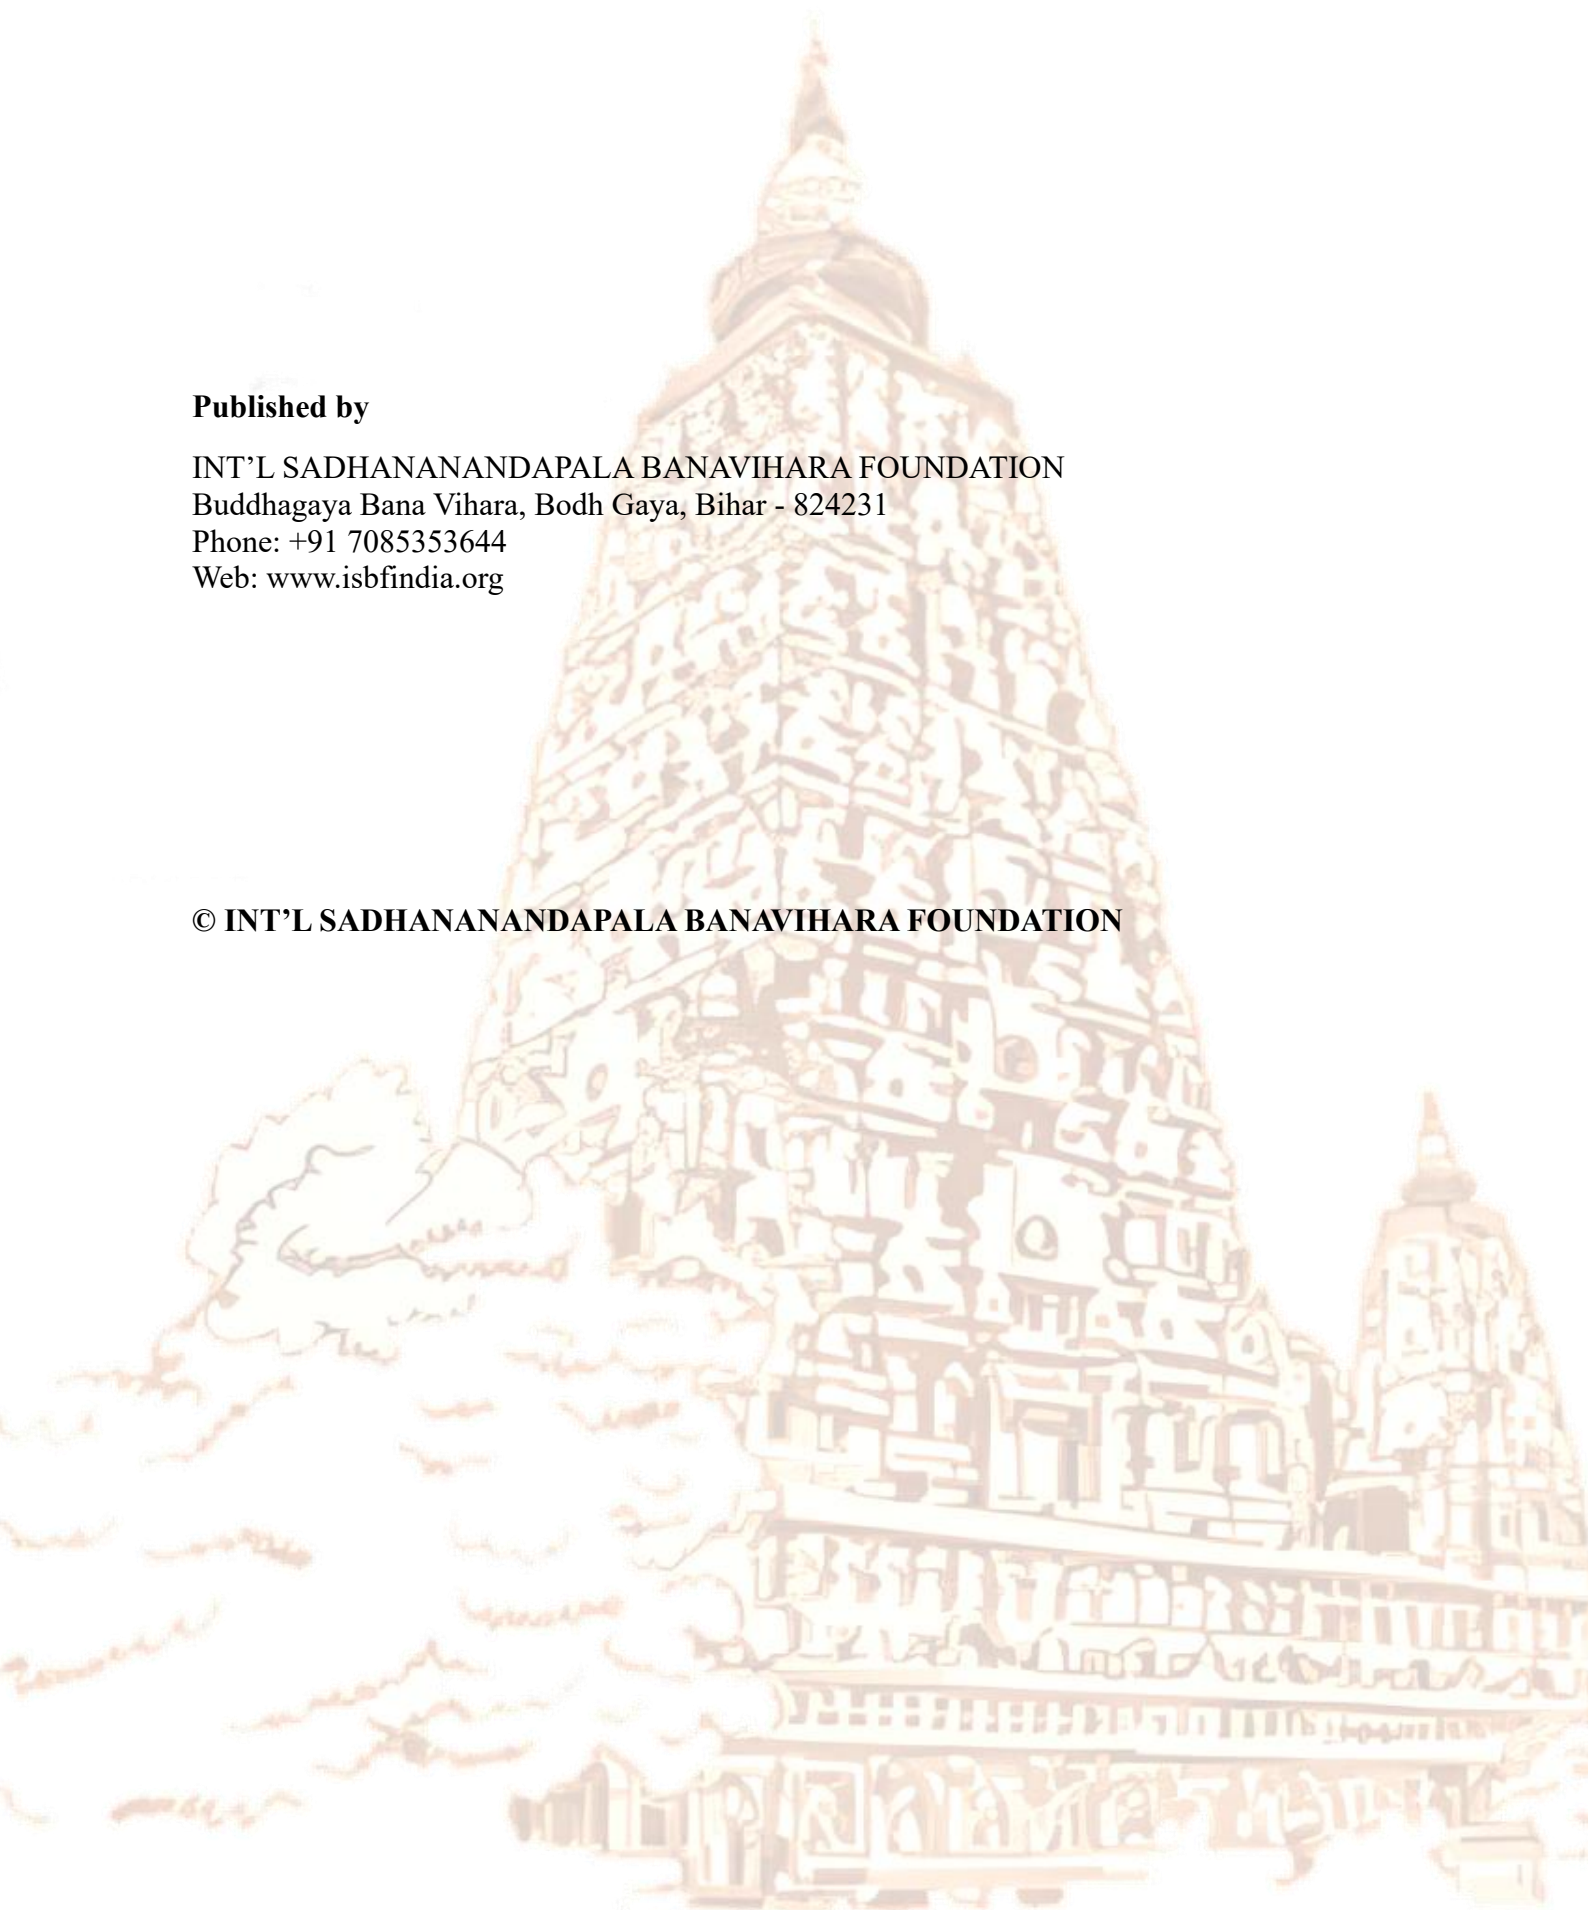 Published by
INT’L SADHANANANDAPALA BANAVIHARA FOUNDATION
Buddhagaya Bana Vihara, Bodh Gaya, Bihar - 824231
Phone: +91 7085353644
Web: www.isbfindia.org
© INT’L SADHANANANDAPALA BANAVIHARA FOUNDATION